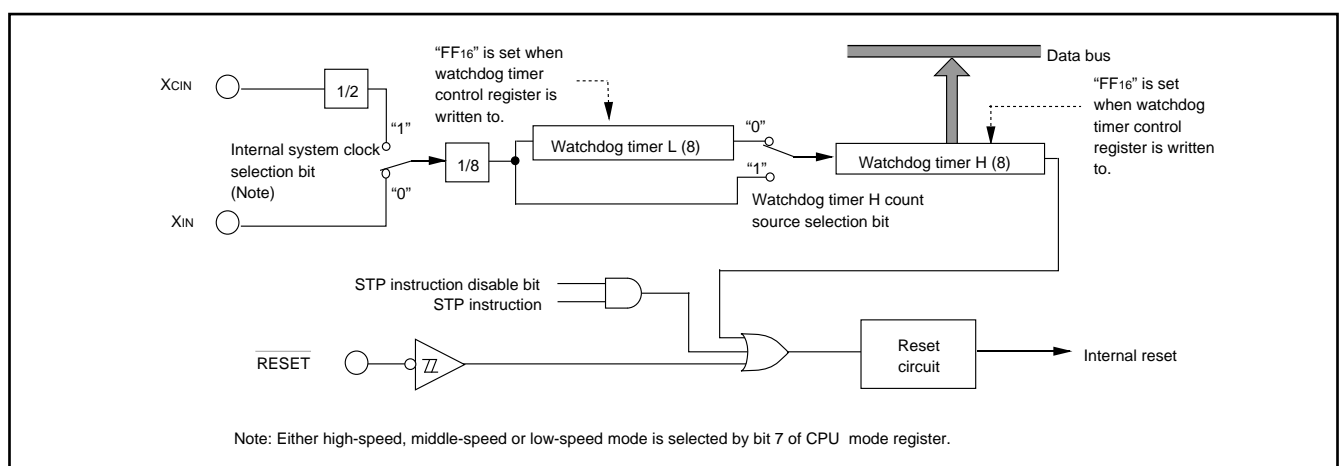 “FF16” is set when
watchdog timer
control register is
written to.
Data bus
“FF16” is set
when watchdog
timer control
register is written
to.
XCIN
1/2
“1”
Internal system clock
selection bit
(Note)
“0”
1/8
Watchdog timer L (8)
“0”
“1”
Watchdog timer H (8)
Watchdog timer H count
source selection bit
XIN
STP instruction disable bit
STP instruction
RESET
Reset
circuit
Internal reset
Note: Either high-speed, middle-speed or low-speed mode is selected by bit 7 of CPU mode register.